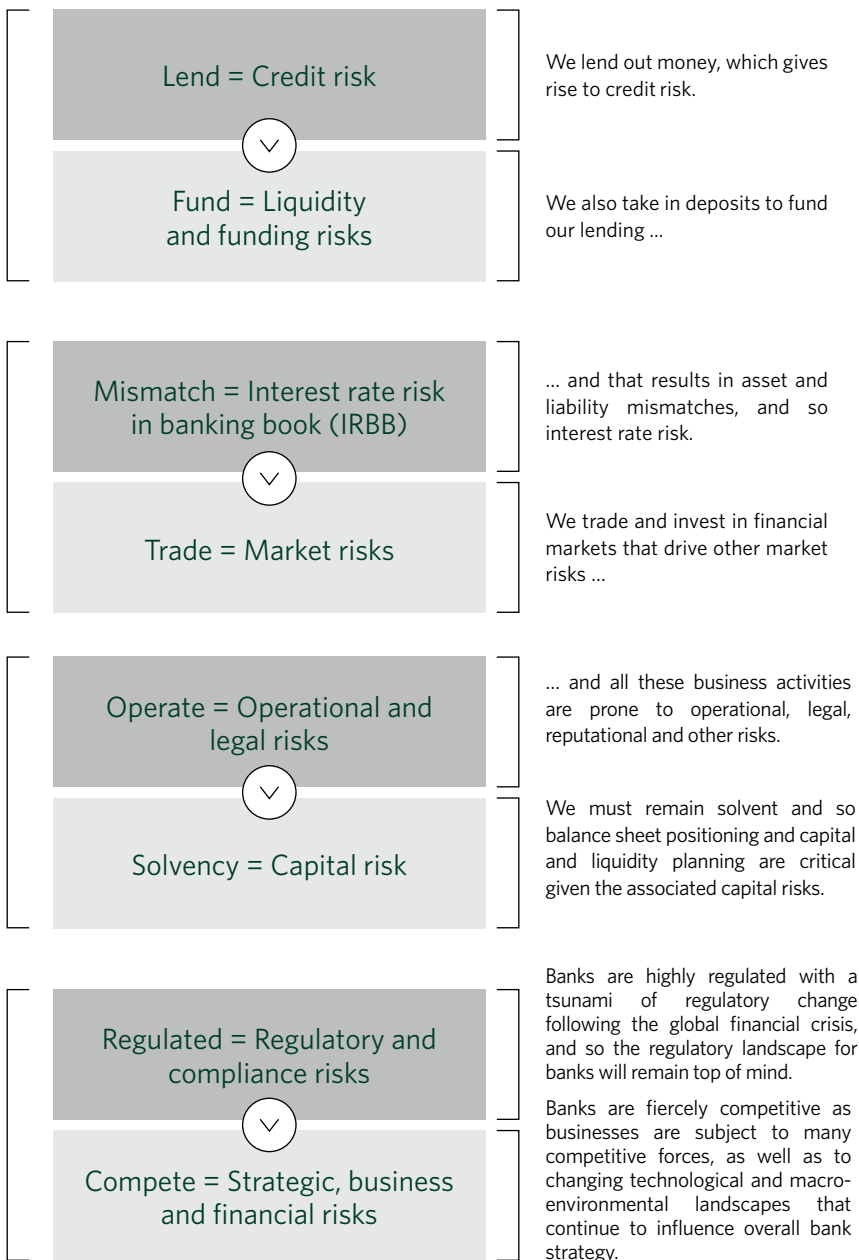 Lend = Credit risk
We lend out money, which gives
rise to credit risk.
Fund = Liquidity
and funding risks
We also take in deposits to fund
our lending ...
Mismatch = Interest rate risk
in banking book (IRBB)
... and that results in asset and
liability mismatches, and so
interest rate risk.
Trade = Market risks
We trade and invest in financial
markets that drive other market
risks ...
Operate = Operational and
legal risks
... and all these business activities
are prone to operational, legal,
reputational and other risks.
Solvency = Capital risk
We must remain solvent and so
balance sheet positioning and capital
and liquidity planning are critical
given the associated capital risks.
Regulated = Regulatory and
compliance risks
Banks are highly regulated with a
tsunami of regulatory change
following the global financial crisis,
and so the regulatory landscape for
banks will remain top of mind.
Compete = Strategic, business
and financial risks
Banks are fiercely competitive as
businesses are subject to many
competitive forces, as well as to
changing technological and macro-
environmental landscapes that
continue to influence overall bank
strategy.